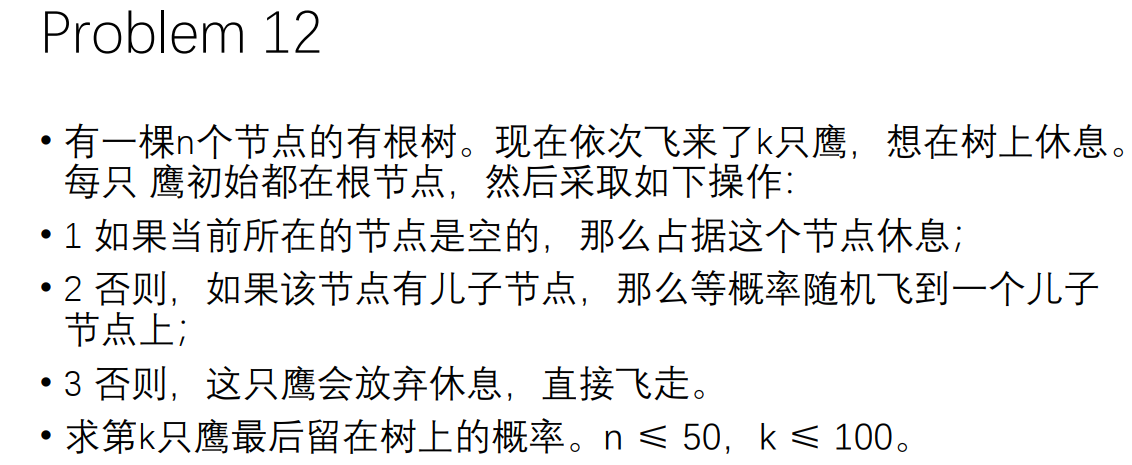 Problem 12
• 有一棵n个节点的有根树。现在依次飞来了k只鹰，想在树上休息。
每只 鹰初始都在根节点，然后采取如下操作：
• 1 如果当前所在的节点是空的，那么占据这个节点休息；
• 2 否则，如果该节点有儿子节点，那么等概率随机飞到一个儿子
节点上；
• 3 否则，这只鹰会放弃休息，直接飞走。
• 求第k只鹰最后留在树上的概率。n ≤ 50，k ≤ 100。